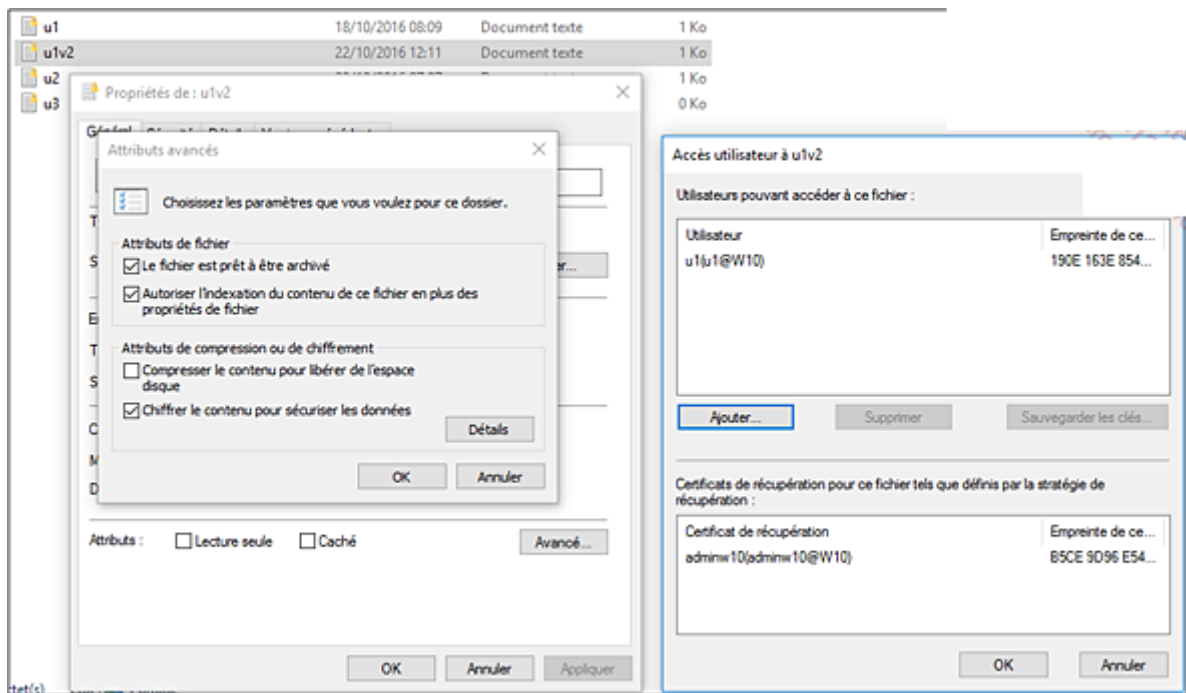 u1 18/10/2016 08:09 Document texte 1 Ko
u1v2 22/10/2016 12:11 Document texte 1 Ko
u2 1 Ko
u3 0 Ko
Propriétés de : u1v2
Général
Attributs avancés
Choisissez les paramètres que vous voulez pour ce dossier.
Attributs de fichier
Le fichier est prêt à être archivé
Autoriser l'indexation du contenu de ce fichier en plus des
propriétés de fichier
Attributs de compression ou de chiffrement
Compresser le contenu pour libérer de l'espace
disque
Chiffrer le contenu pour sécuriser les données
Détails
OK Annuler
Attributs : Lecture seule Caché Avancé...
OK Annuler Appliquer
Accès utilisateur à u1v2
Utilisateurs pouvant accéder à ce fichier :
Utilisateur Empreinte de ce...
u1(u1@W10) 190E 163E 854...
Ajouter... Supprimer Sauvegarder les clés...
Certificats de récupération pour ce fichier tels que définis par la stratégie de
récupération :
Certificat de récupération Empreinte de ce...
adminw10(adminw10@W10) B5CE 9D96 E54...
OK Annuler